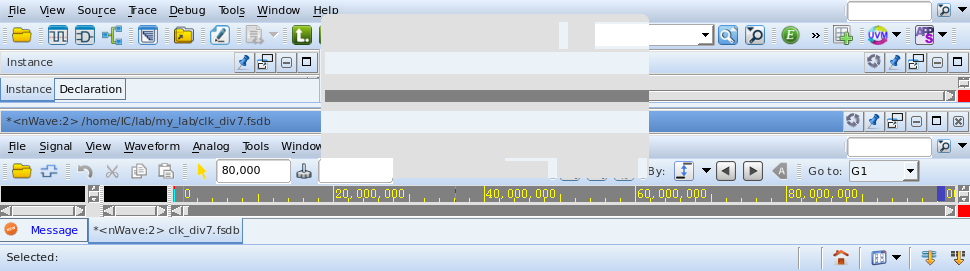 File View Source Trace Debug Tools Window Help
E » UVM
Instance
Instance Declaration
*<nWave:2> /home/IC/lab/my_lab/clk_div7.fsdb
File Signal View Waveform Analog Tools Window
80,000 By: Go to: G1
0 20,000,000 40,000,000 60,000,000 80,000,000
Message *<nWave:2> clk_div7.fsdb
Selected: